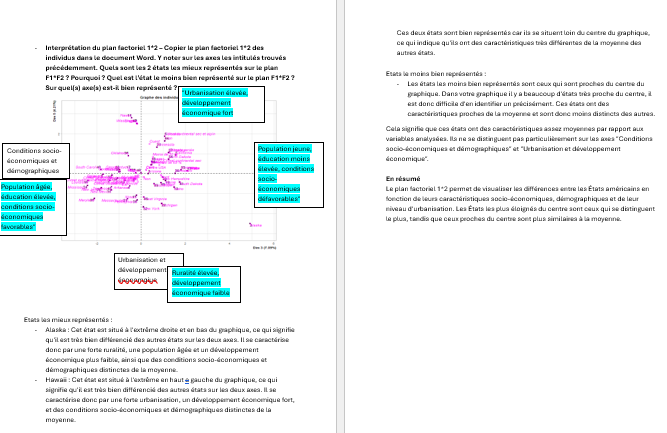 - Interprétation du plan factoriel 1*2 – Copier le plan factoriel 1*2 des
individus dans le document Word. Y noter sur les axes les intitulés trouvés
précédemment. Quels sont les 2 états les mieux représentés sur le plan
F1*F2 ? Pourquoi ? Quel est l'état le moins bien représenté sur le plan F1*F2 ?
Sur quel(s) axe(s) est-il bien représenté ?
"Urbanisation élevée,
développement
économique fort
Conditions socio-
économiques et
démographiques
Population jeune,
éducation moins
élevée, conditions
socio-
économiques
défavorables"
Population âgée,
éducation élevée,
conditions socio-
économiques
favorables"
Alaska
Urbanisation et
développement
économique
Ruralité élevée,
développement
économique faible
Etats les mieux représentés :
- Alaska : Cet état est situé à l'extrême droite et en bas du graphique, ce qui signifie
qu'il est très bien différencié des autres états sur les deux axes. Il se caractérise
donc par une forte ruralité, une population âgée et un développement
économique plus faible, ainsi que des conditions socio-économiques et
démographiques distinctes de la moyenne.
- Hawaii : Cet état est situé à l'extrême en haut a gauche du graphique, ce qui
signifie qu'il est très bien différencié des autres états sur les deux axes. Il se
caractérise donc par une forte urbanisation, un développement économique fort,
et des conditions socio-économiques et démographiques distinctes de la
moyenne.
Ces deux états sont bien représentés car ils se situent loin du centre du graphique,
ce qui indique qu'ils ont des caractéristiques très différentes de la moyenne des
autres états.
Etats le moins bien représentés :
- Les états les moins bien représentés sont ceux qui sont proches du centre du
graphique. Dans votre graphique il y a beaucoup d'états très proche du centre, il
est donc difficile d'en identifier un précisément. Ces états ont des
caractéristiques proches de la moyenne et sont donc moins distincts des autres.
Cela signifie que ces états ont des caractéristiques assez moyennes par rapport aux
variables analysées. Ils ne se distinguent pas particulièrement sur les axes "Conditions
socio-économiques et démographiques" et "Urbanisation et développement
économique".
En résumé
Le plan factoriel 1*2 permet de visualiser les différences entre les États américains en
fonction de leurs caractéristiques socio-économiques, démographiques et de leur
niveau d'urbanisation. Les États les plus éloignés du centre sont ceux qui se distinguent
le plus, tandis que ceux proches du centre sont plus similaires à la moyenne.